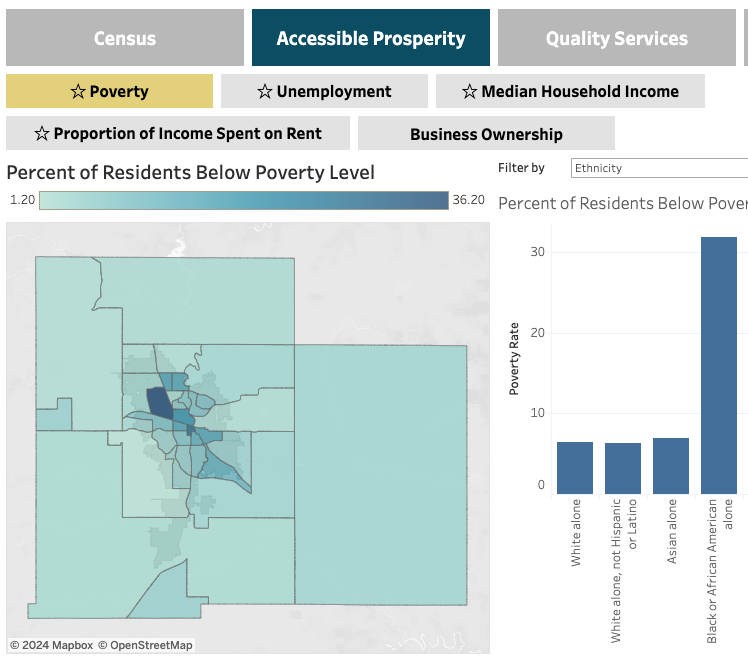 Census
Accessible Prosperity
Quality Services
☆ Poverty
☆ Unemployment
☆ Median Household Income
☆ Proportion of Income Spent on Rent
Business Ownership
Percent of Residents Below Poverty Level
1.20
36.20
Filter by
Ethnicity
Percent of Residents Below Pover
Poverty Rate
30
20
10
0
White alone
White alone, not Hispanic
or Latino
Asian alone
Black or African American
alone
© 2024 Mapbox © OpenStreetMap